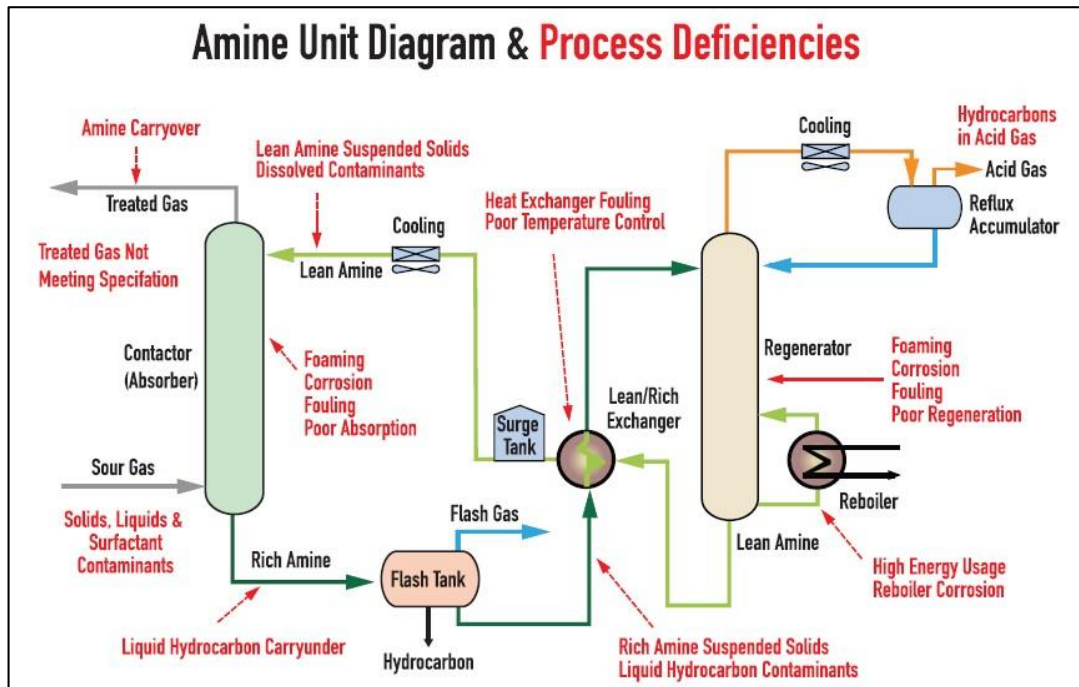 Amine Unit Diagram & Process Deficiencies
Amine Carryover
Treated Gas
Treated Gas Not
Meeting Specifation
Lean Amine Suspended Solids
Dissolved Contaminants
Cooling
Lean Amine
Contactor
(Absorber)
Foaming
Corrosion
Fouling
Poor Absorption
Sour Gas
Solids, Liquids &
Surfactant
Contaminants
Rich Amine
Liquid Hydrocarbon Carryunder
Flash Tank
Flash Gas
Hydrocarbon
Surge
Tank
Heat Exchanger Fouling
Poor Temperature Control
Lean/Rich
Exchanger
Rich Amine Suspended Solids
Liquid Hydrocarbon Contaminants
Cooling
Hydrocarbons
in Acid Gas
Acid Gas
Reflux
Accumulator
Regenerator
Foaming
Corrosion
Fouling
Poor Regeneration
Reboiler
Lean Amine
High Energy Usage
Reboiler Corrosion